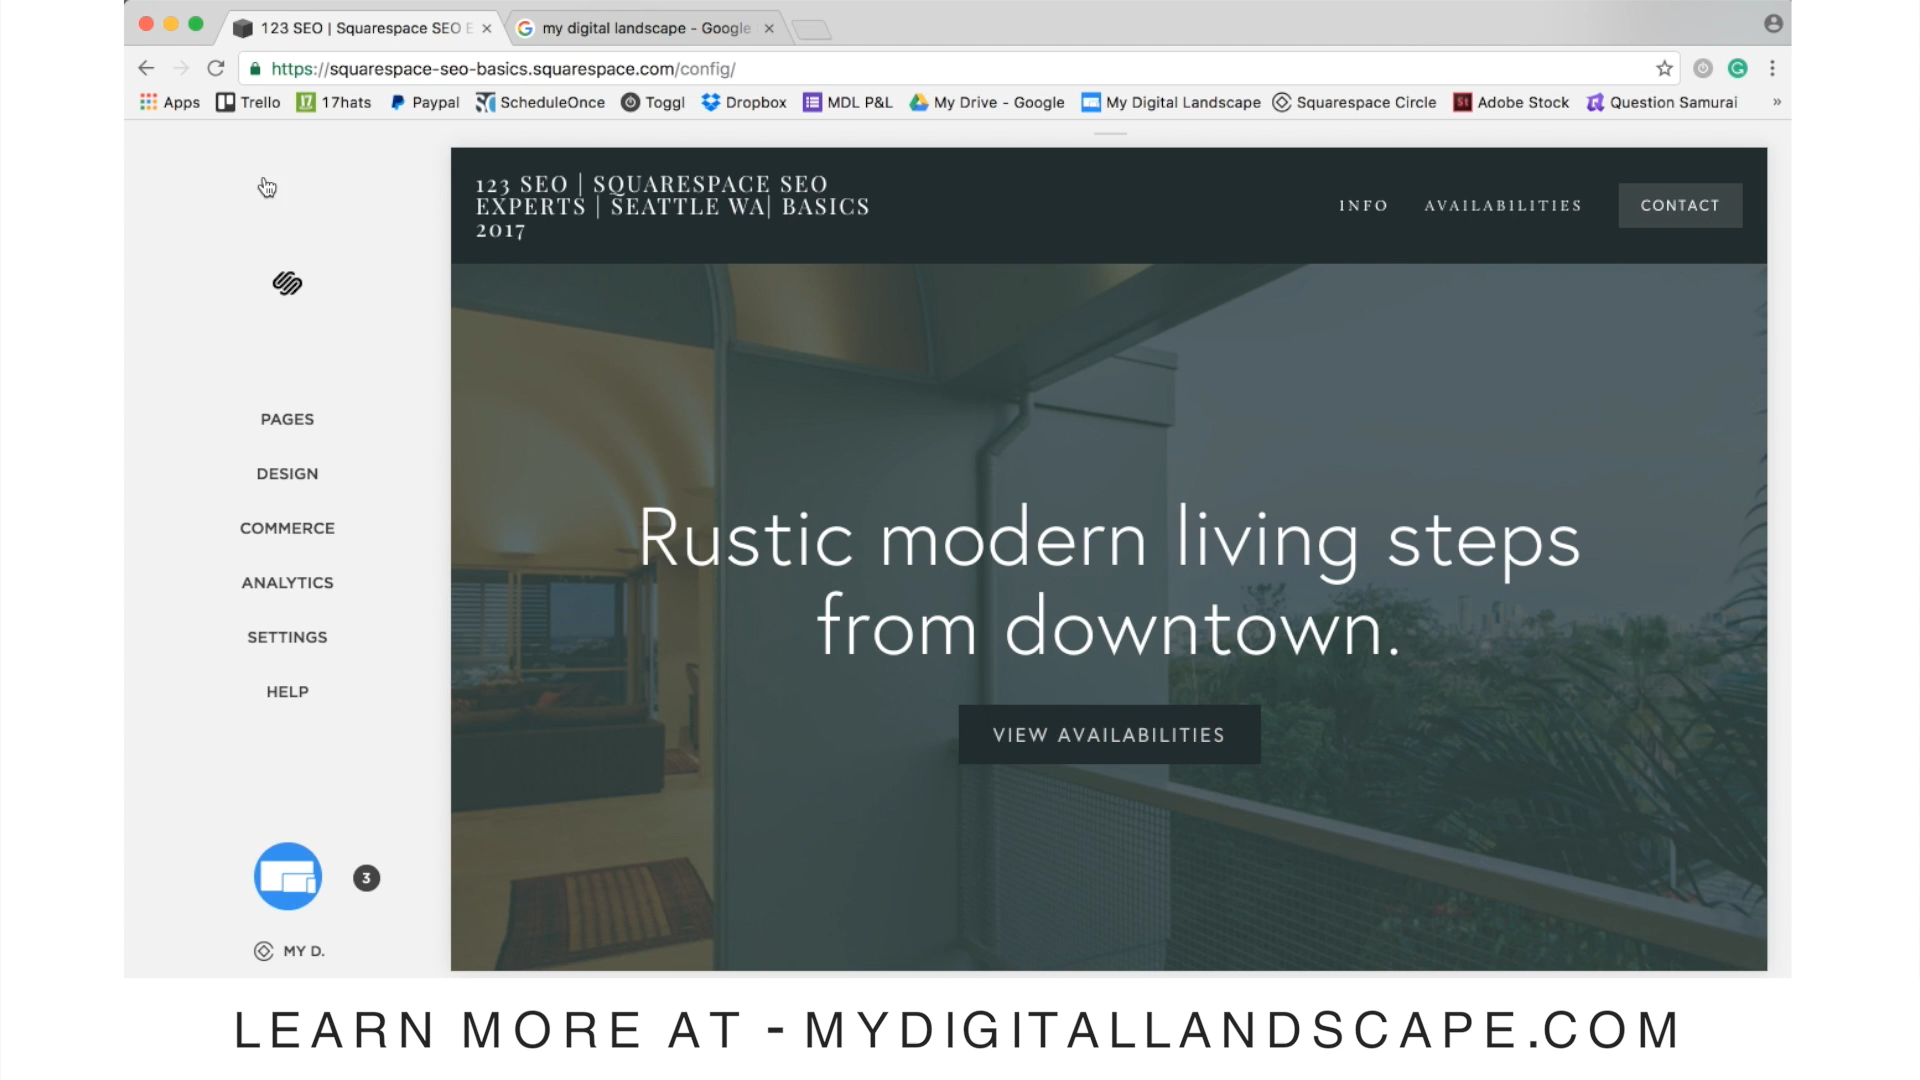 123 SEO | Squarespace SEO E
my digital landscape - Google
https://squarespace-seo-basics.squarespace.com/config/
Apps Trello 17hats Paypal ScheduleOnce Toggl Dropbox MDL P&L My Drive - Google My Digital Landscape Squarespace Circle Adobe Stock Question Samurai »
123 SEO | SQUARESPACE SEO
EXPERTS | SEATTLE WA| BASICS
2017
INFO AVAILABILITIES CONTACT
PAGES
DESIGN
COMMERCE
ANALYTICS
SETTINGS
HELP
3
MY D.
Rustic modern living steps
from downtown.
VIEW AVAILABILITIES
LEARN MORE AT - MYDIGITALLANDSCAPE.COM